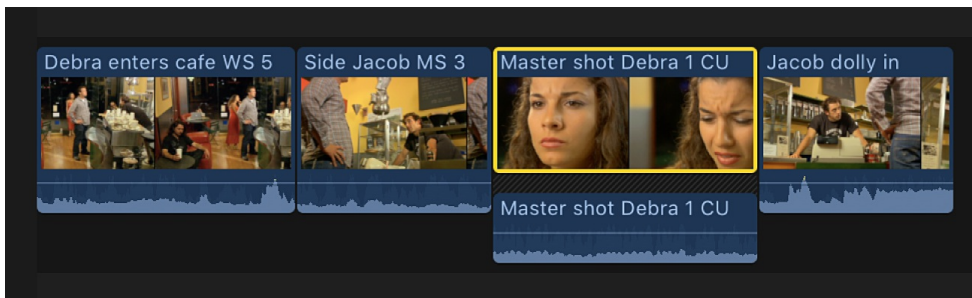 Debra enters cafe WS 5
Side Jacob MS 3
Master shot Debra 1 CU
Jacob dolly in
Master shot Debra 1 CU